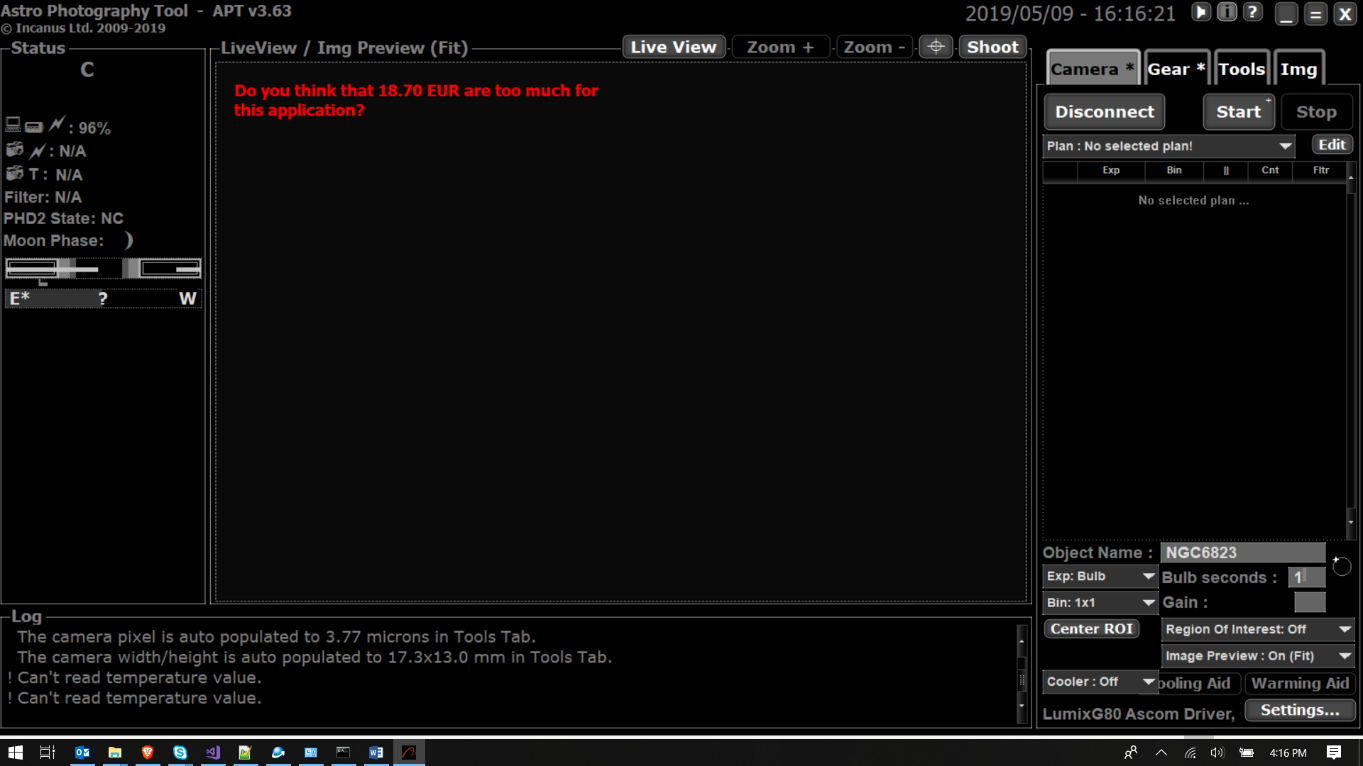 Astro Photography Tool - APT v3.63
© Incanus Ltd. 2009-2019
2019/05/09 - 16:16:21
i ? _ = X
Status
C
: 96%
: N/A
T : N/A
Filter: N/A
PHD2 State: NC
Moon Phase:
E* ? W
LiveView / Img Preview (Fit)
Live View Zoom + Zoom - Shoot
Do you think that 18.70 EUR are too much for
this application?
Camera * Gear * Tools Img
Disconnect Start + Stop
Plan : No selected plan! Edit
Exp Bin || Cnt Fltr
No selected plan ...
Object Name : NGC6823
Exp: Bulb Bulb seconds : 1
Bin: 1x1 Gain :
Center ROI Region Of Interest: Off
Image Preview : On (Fit)
Cooler : Off ooling Aid Warming Aid
LumixG80 Ascom Driver, Settings...
Log
The camera pixel is auto populated to 3.77 microns in Tools Tab.
The camera width/height is auto populated to 17.3x13.0 mm in Tools Tab.
! Can't read temperature value.
! Can't read temperature value.
4:16 PM